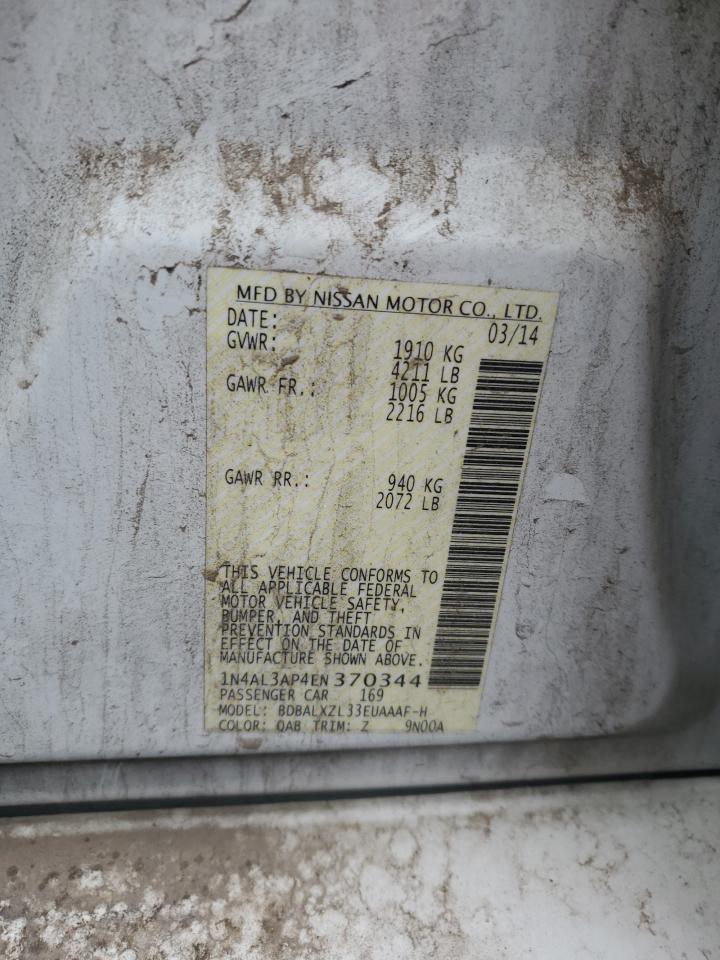 MFD BY NISSAN MOTOR CO., LTD.
DATE: 03/14
GVWR: 1910 KG
4211 LB
GAWR FR.: 1005 KG
2216 LB
GAWR RR.: 940 KG
2072 LB
THIS VEHICLE CONFORMS TO
ALL APPLICABLE FEDERAL
MOTOR VEHICLE SAFETY,
BUMPER, AND THEFT
PREVENTION STANDARDS IN
EFFECT ON THE DATE OF
MANUFACTURE SHOWN ABOVE.
1N4AL3AP4EN370344
PASSENGER CAR 169
MODEL: BDBALXZL33EUAAAF-H
COLOR: QAB TRIM: Z 9N00A